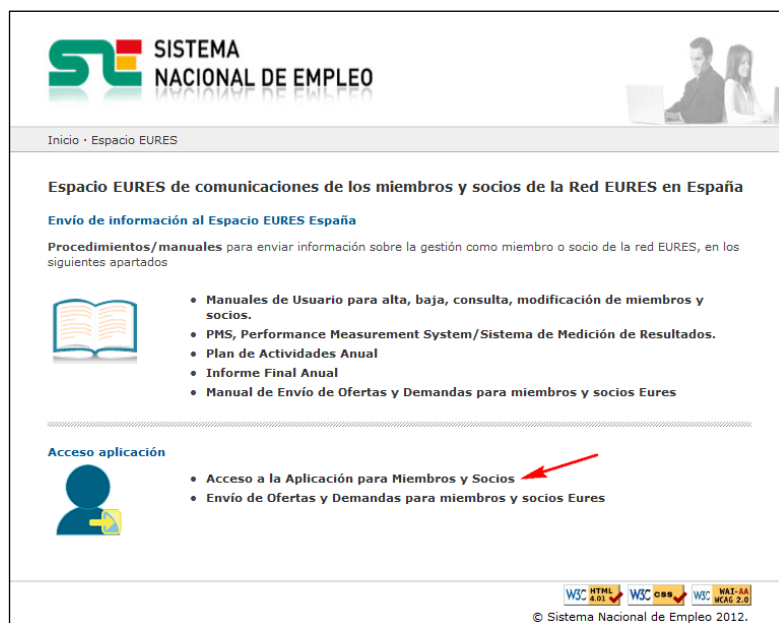 SISTEMA
NACIONAL DE EMPLEO
Inicio · Espacio EURES
Espacio EURES de comunicaciones de los miembros y socios de la Red EURES en España
Envío de información al Espacio EURES España
Procedimientos/manuales para enviar información sobre la gestión como miembro o socio de la red EURES, en los
siguientes apartados
• Manuales de Usuario para alta, baja, consulta, modificación de miembros y
socios.
• PMS, Performance Measurement System/Sistema de Medición de Resultados.
• Plan de Actividades Anual
• Informe Final Anual
• Manual de Envío de Ofertas y Demandas para miembros y socios Eures
Acceso aplicación
• Acceso a la Aplicación para Miembros y Socios
• Envío de Ofertas y Demandas para miembros y socios Eures
W3C HTML 4.01 W3C css W3C WAI-AA WCAG 2.0
© Sistema Nacional de Empleo 2012.